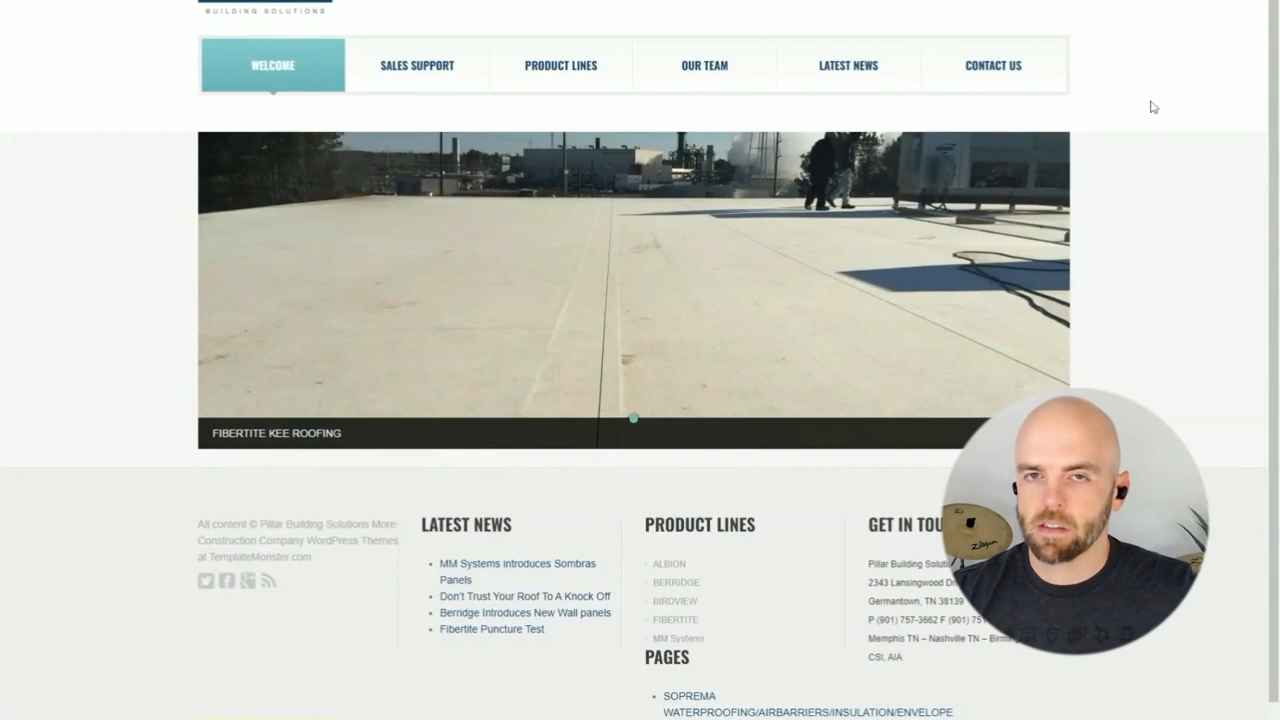 BUILDING SOLUTIONS
WELCOME
SALES SUPPORT
PRODUCT LINES
OUR TEAM
LATEST NEWS
CONTACT US
FIBERTITE KEE ROOFING
All content © Pillar Building Solutions More
Construction Company WordPress Themes
at TemplateMonster.com
LATEST NEWS
MM Systems introduces Sombras
Panels
Don't Trust Your Roof To A Knock Off
Berridge Introduces New Wall panels
Fibertite Puncture Test
PRODUCT LINES
ALBION
BERRIDGE
BIRDVIEW
FIBERTITE
MM Systems
PAGES
SOPREMA
WATERPROOFING/AIRBARRIERS/INSULATION/ENVELOPE
GET IN TOU
Pillar Building Soluti
2343 Lansingwood D
Germantown, TN 38139
P (901) 757-3662 F (901) 75
Memphis TN – Nashville TN – Birming
CSI, AIA
Zildjian